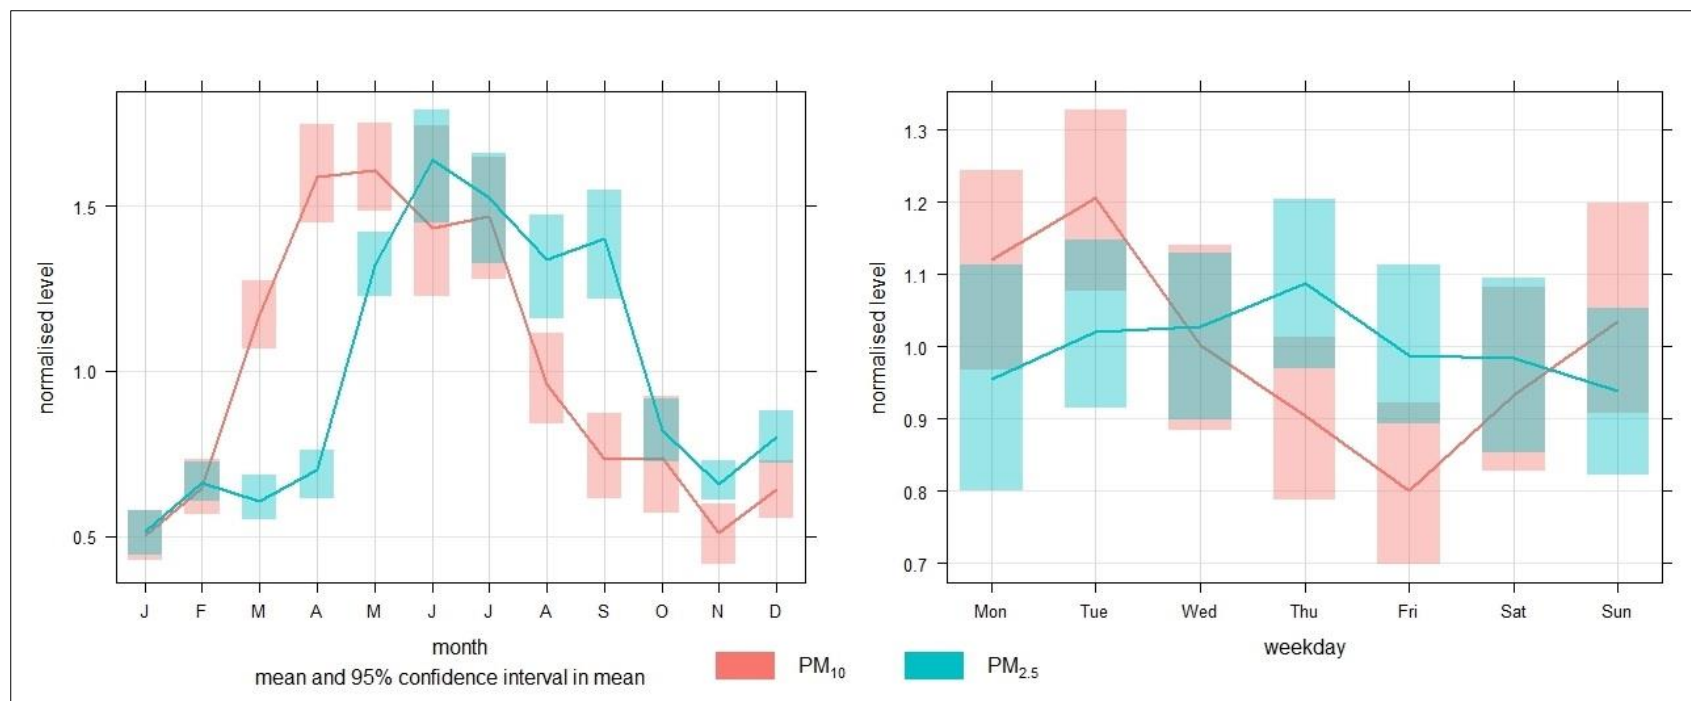 normalised level
1.5
1.0
0.5
J F M A M J J A S O N D
month
mean and 95% confidence interval in mean
normalised level
1.3
1.2
1.1
1.0
0.9
0.8
0.7
Mon Tue Wed Thu Fri Sat Sun
weekday
PM₁₀ PM₂.₅